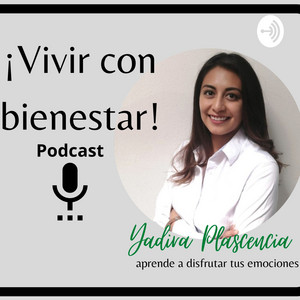 ¡Vivir con
bienestar!
Podcast
Yadira Plascencia
aprende a disfrutar tus emociones